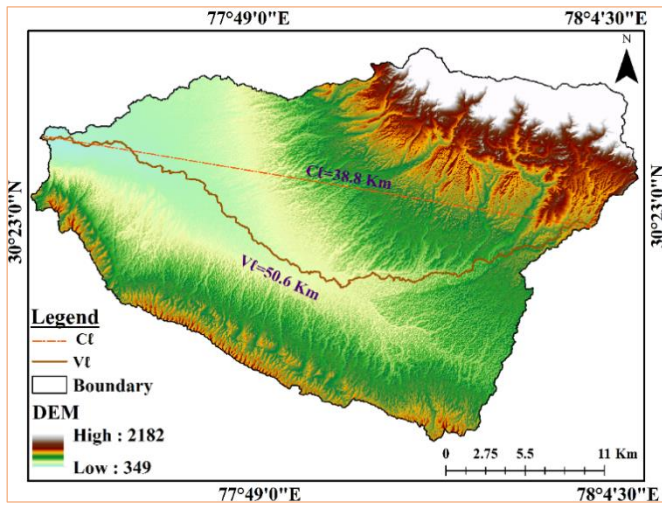 77°49'0"E 78°4'30"E
N
Cℓ=38.8 Km
30°23'0"N 30°23'0"N
Vℓ=50.6 Km
Legend
Cℓ
Vℓ
Boundary
DEM
High : 2182
Low : 349
0 2.75 5.5 11 Km
77°49'0"E 78°4'30"E